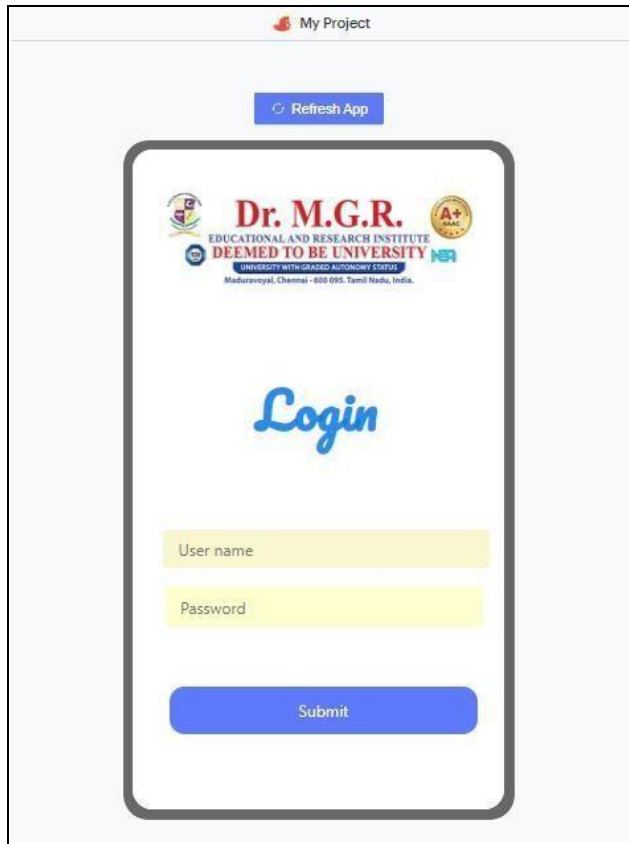 My Project
Refresh App
Dr. M.G.R.
EDUCATIONAL AND RESEARCH INSTITUTE
DEEMED TO BE UNIVERSITY
UNIVERSITY WITH GRADED AUTONOMY STATUS
Maduravoyal, Chennai - 600 095. Tamil Nadu, India.
A+
NAAC
Login
User name
Password
Submit